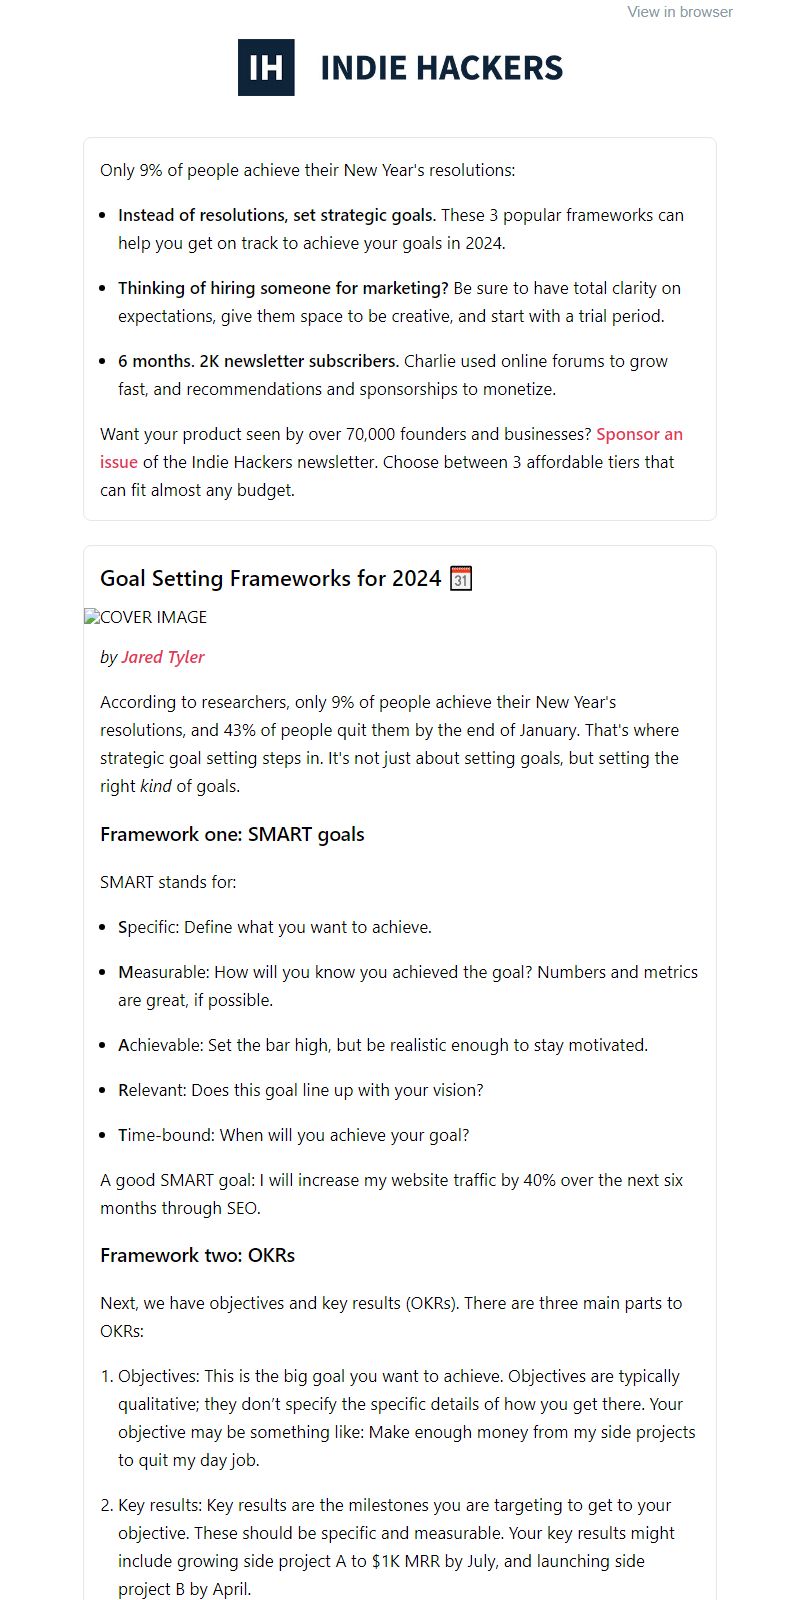 View in browser
IH INDIE HACKERS
Only 9% of people achieve their New Year's resolutions:
• Instead of resolutions, set strategic goals. These 3 popular frameworks can
help you get on track to achieve your goals in 2024.
• Thinking of hiring someone for marketing? Be sure to have total clarity on
expectations, give them space to be creative, and start with a trial period.
• 6 months. 2K newsletter subscribers. Charlie used online forums to grow
fast, and recommendations and sponsorships to monetize.
Want your product seen by over 70,000 founders and businesses? Sponsor an
issue of the Indie Hackers newsletter. Choose between 3 affordable tiers that
can fit almost any budget.
Goal Setting Frameworks for 2024 📅
COVER IMAGE
by Jared Tyler
According to researchers, only 9% of people achieve their New Year's
resolutions, and 43% of people quit them by the end of January. That's where
strategic goal setting steps in. It's not just about setting goals, but setting the
right kind of goals.
Framework one: SMART goals
SMART stands for:
• Specific: Define what you want to achieve.
• Measurable: How will you know you achieved the goal? Numbers and metrics
are great, if possible.
• Achievable: Set the bar high, but be realistic enough to stay motivated.
• Relevant: Does this goal line up with your vision?
• Time-bound: When will you achieve your goal?
A good SMART goal: I will increase my website traffic by 40% over the next six
months through SEO.
Framework two: OKRs
Next, we have objectives and key results (OKRs). There are three main parts to
OKRs:
1. Objectives: This is the big goal you want to achieve. Objectives are typically
qualitative; they don’t specify the specific details of how you get there. Your
objective may be something like: Make enough money from my side projects
to quit my day job.
2. Key results: Key results are the milestones you are targeting to get to your
objective. These should be specific and measurable. Your key results might
include growing side project A to $1K MRR by July, and launching side
project B by April.